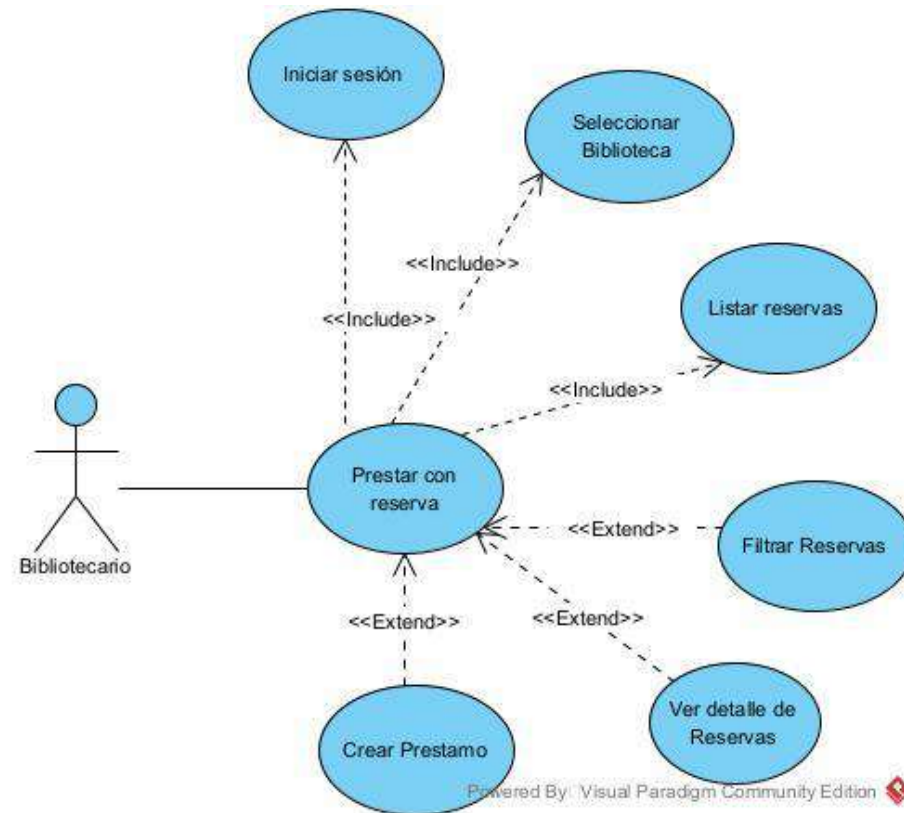 Iniciar sesión
Seleccionar
Biblioteca
<<Include>>
Listar reservas
<<Include>>
<<Include>>
Prestar con
reserva
<<Extend>>
Filtrar Reservas
Bibliotecario
<<Extend>>
<<Extend>>
Ver detalle de
Reservas
Crear Prestamo
Powered By: Visual Paradigm Community Edition